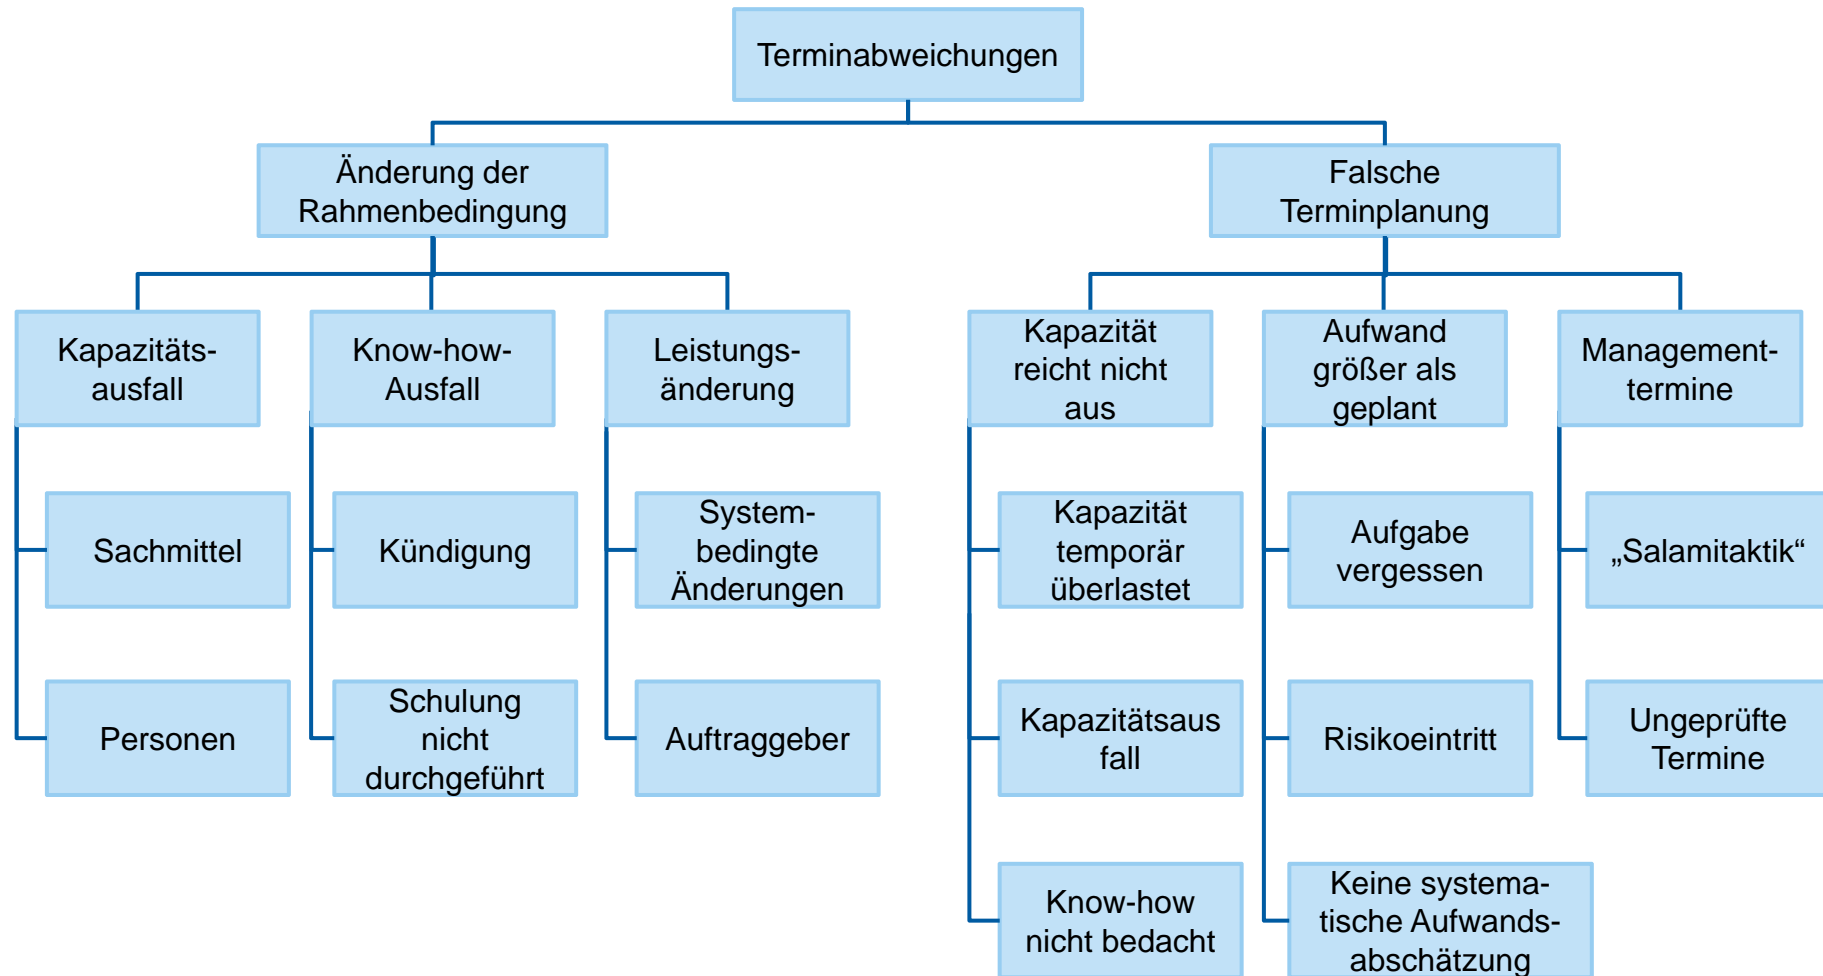 Terminabweichungen
Änderung der
Rahmenbedingung
Falsche
Terminplanung
Kapazitäts-
ausfall
Know-how-
Ausfall
Leistungs-
änderung
Kapazität
reicht nicht
aus
Aufwand
größer als
geplant
Management-
termine
Sachmittel
Kündigung
System-
bedingte
Änderungen
Kapazität
temporär
überlastet
Aufgabe
vergessen
„Salamitaktik“
Personen
Schulung
nicht
durchgeführt
Auftraggeber
Kapazitätsaus
fall
Risikoeintritt
Ungeprüfte
Termine
Know-how
nicht bedacht
Keine systema-
tische Aufwands-
abschätzung